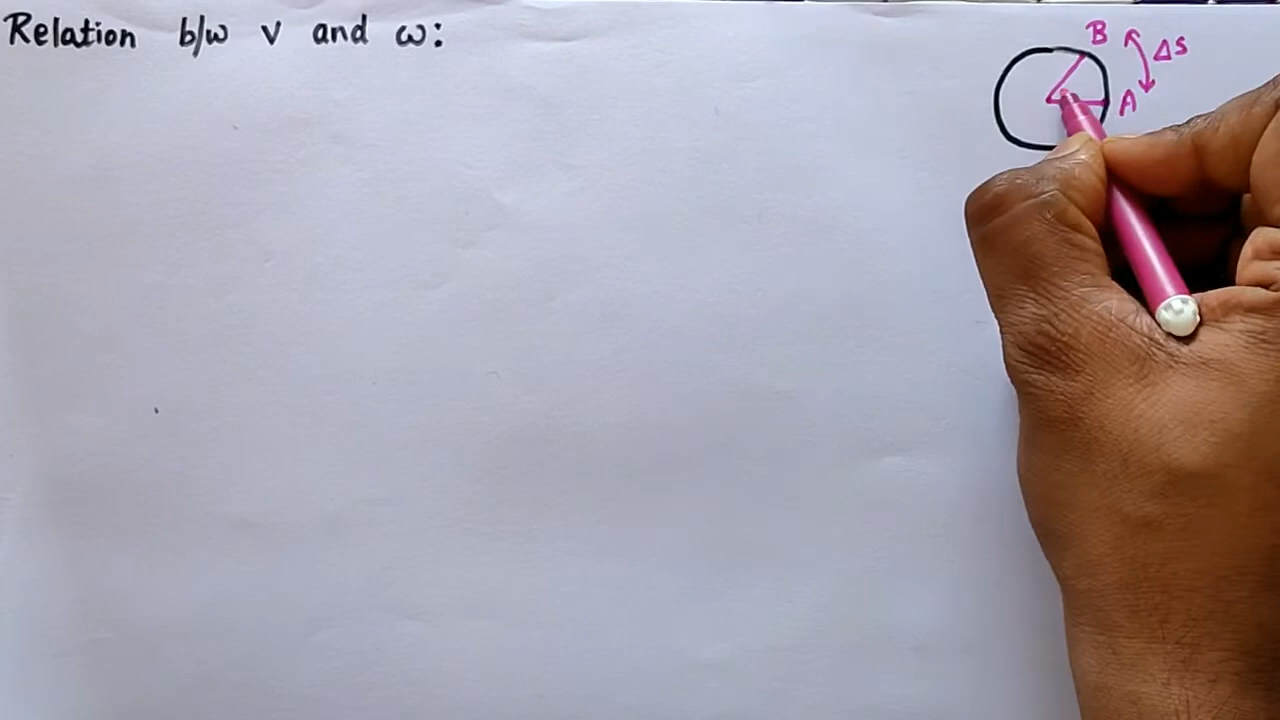 Relation b/w v and ω:
B
Δs
A